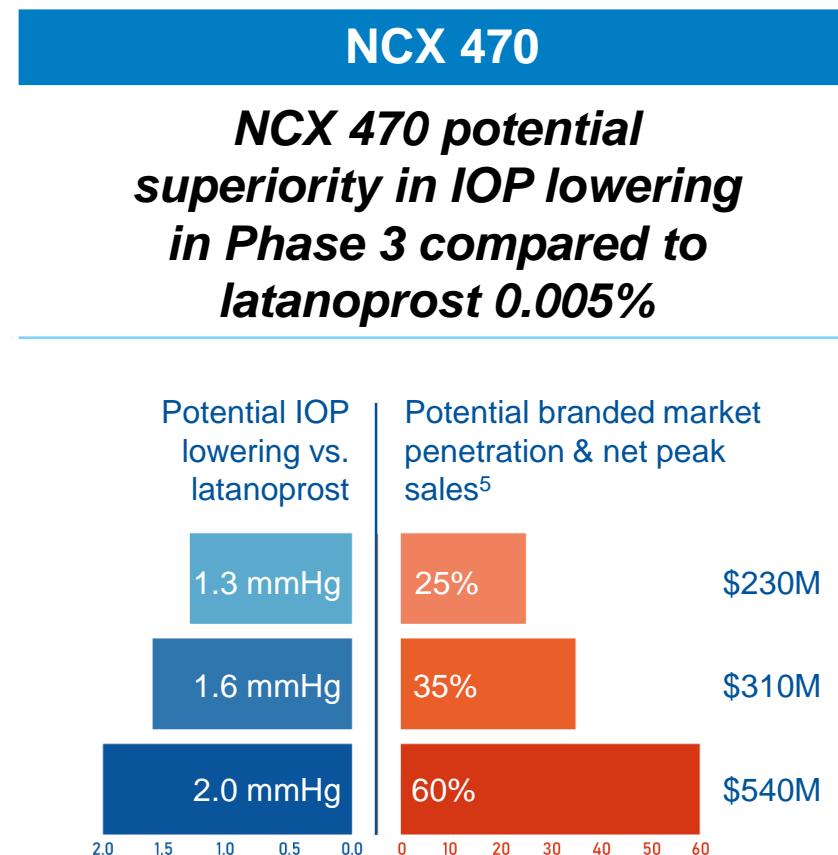 NCX 470
NCX 470 potential
superiority in IOP lowering
in Phase 3 compared to
latanoprost 0.005%
Potential IOP
lowering vs.
latanoprost
Potential branded market
penetration & net peak
sales⁵
1.3 mmHg 25% $230M
1.6 mmHg 35% $310M
2.0 mmHg 60% $540M
2.0 1.5 1.0 0.5 0.0 0 10 20 30 40 50 60